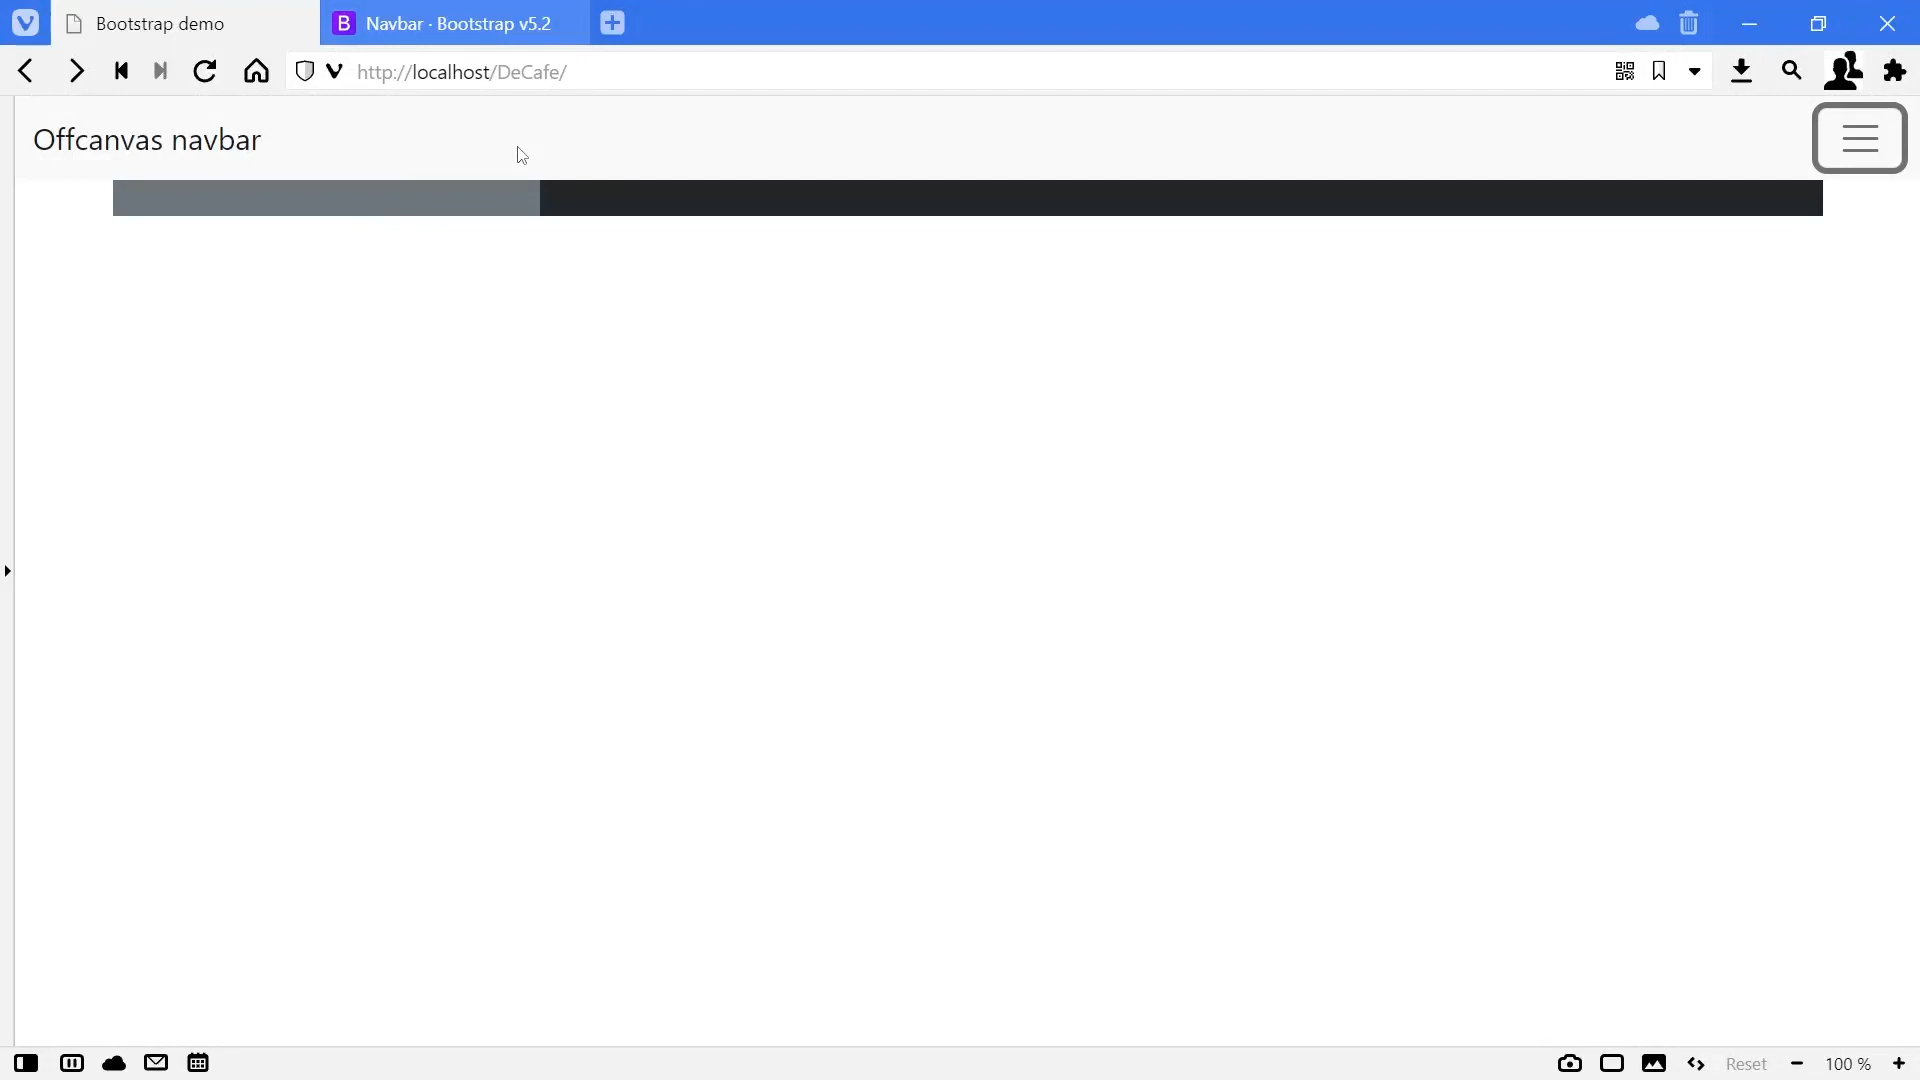 Bootstrap demo
B Navbar · Bootstrap v5.2
http://localhost/DeCafe/
Offcanvas navbar
Reset
100 %